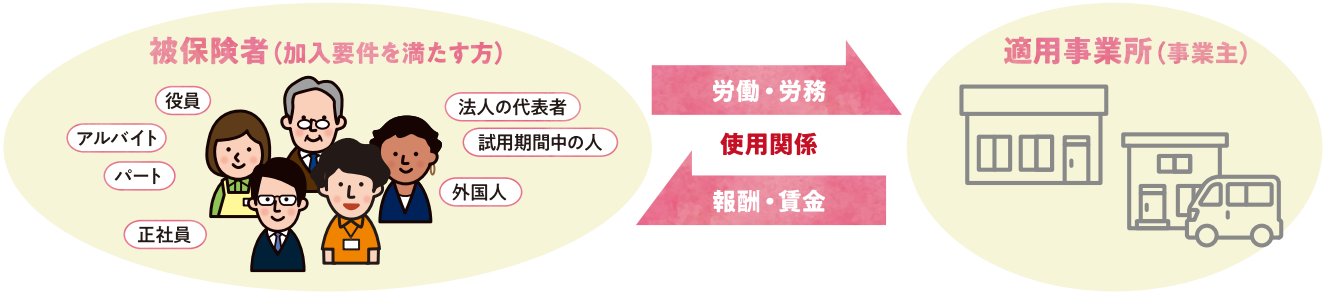 被保険者（加入要件を満たす方）
役員
アルバイト
パート
正社員
法人の代表者
試用期間中の人
外国人
労働・労務
使用関係
報酬・賃金
適用事業所（事業主）